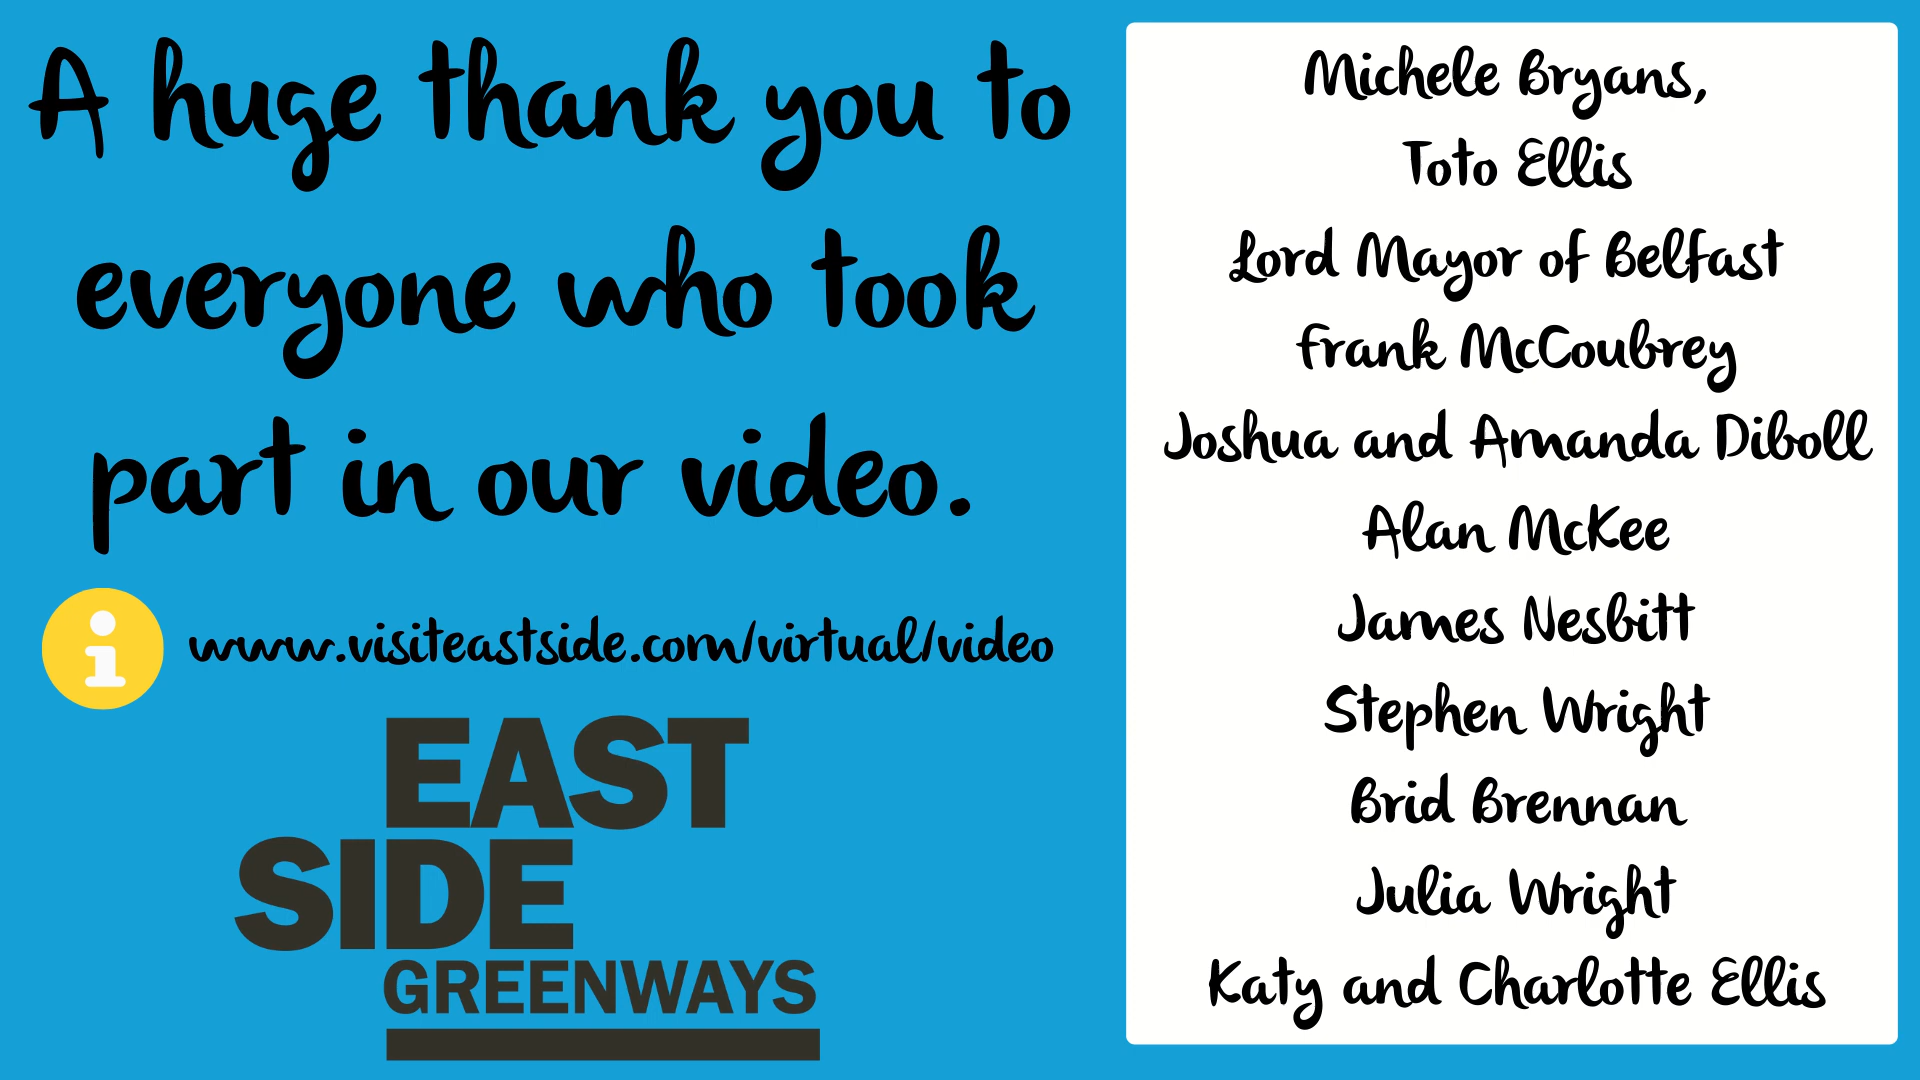 A huge thank you to
everyone who took
part in our video.
www.visiteastside.com/virtual/video
EAST
SIDE
GREENWAYS
Michele Bryans,
Toto Ellis
Lord Mayor of Belfast
Frank McCoubrey
Joshua and Amanda Diboll
Alan McKee
James Nesbitt
Stephen Wright
Brid Brennan
Julia Wright
Katy and Charlotte Ellis